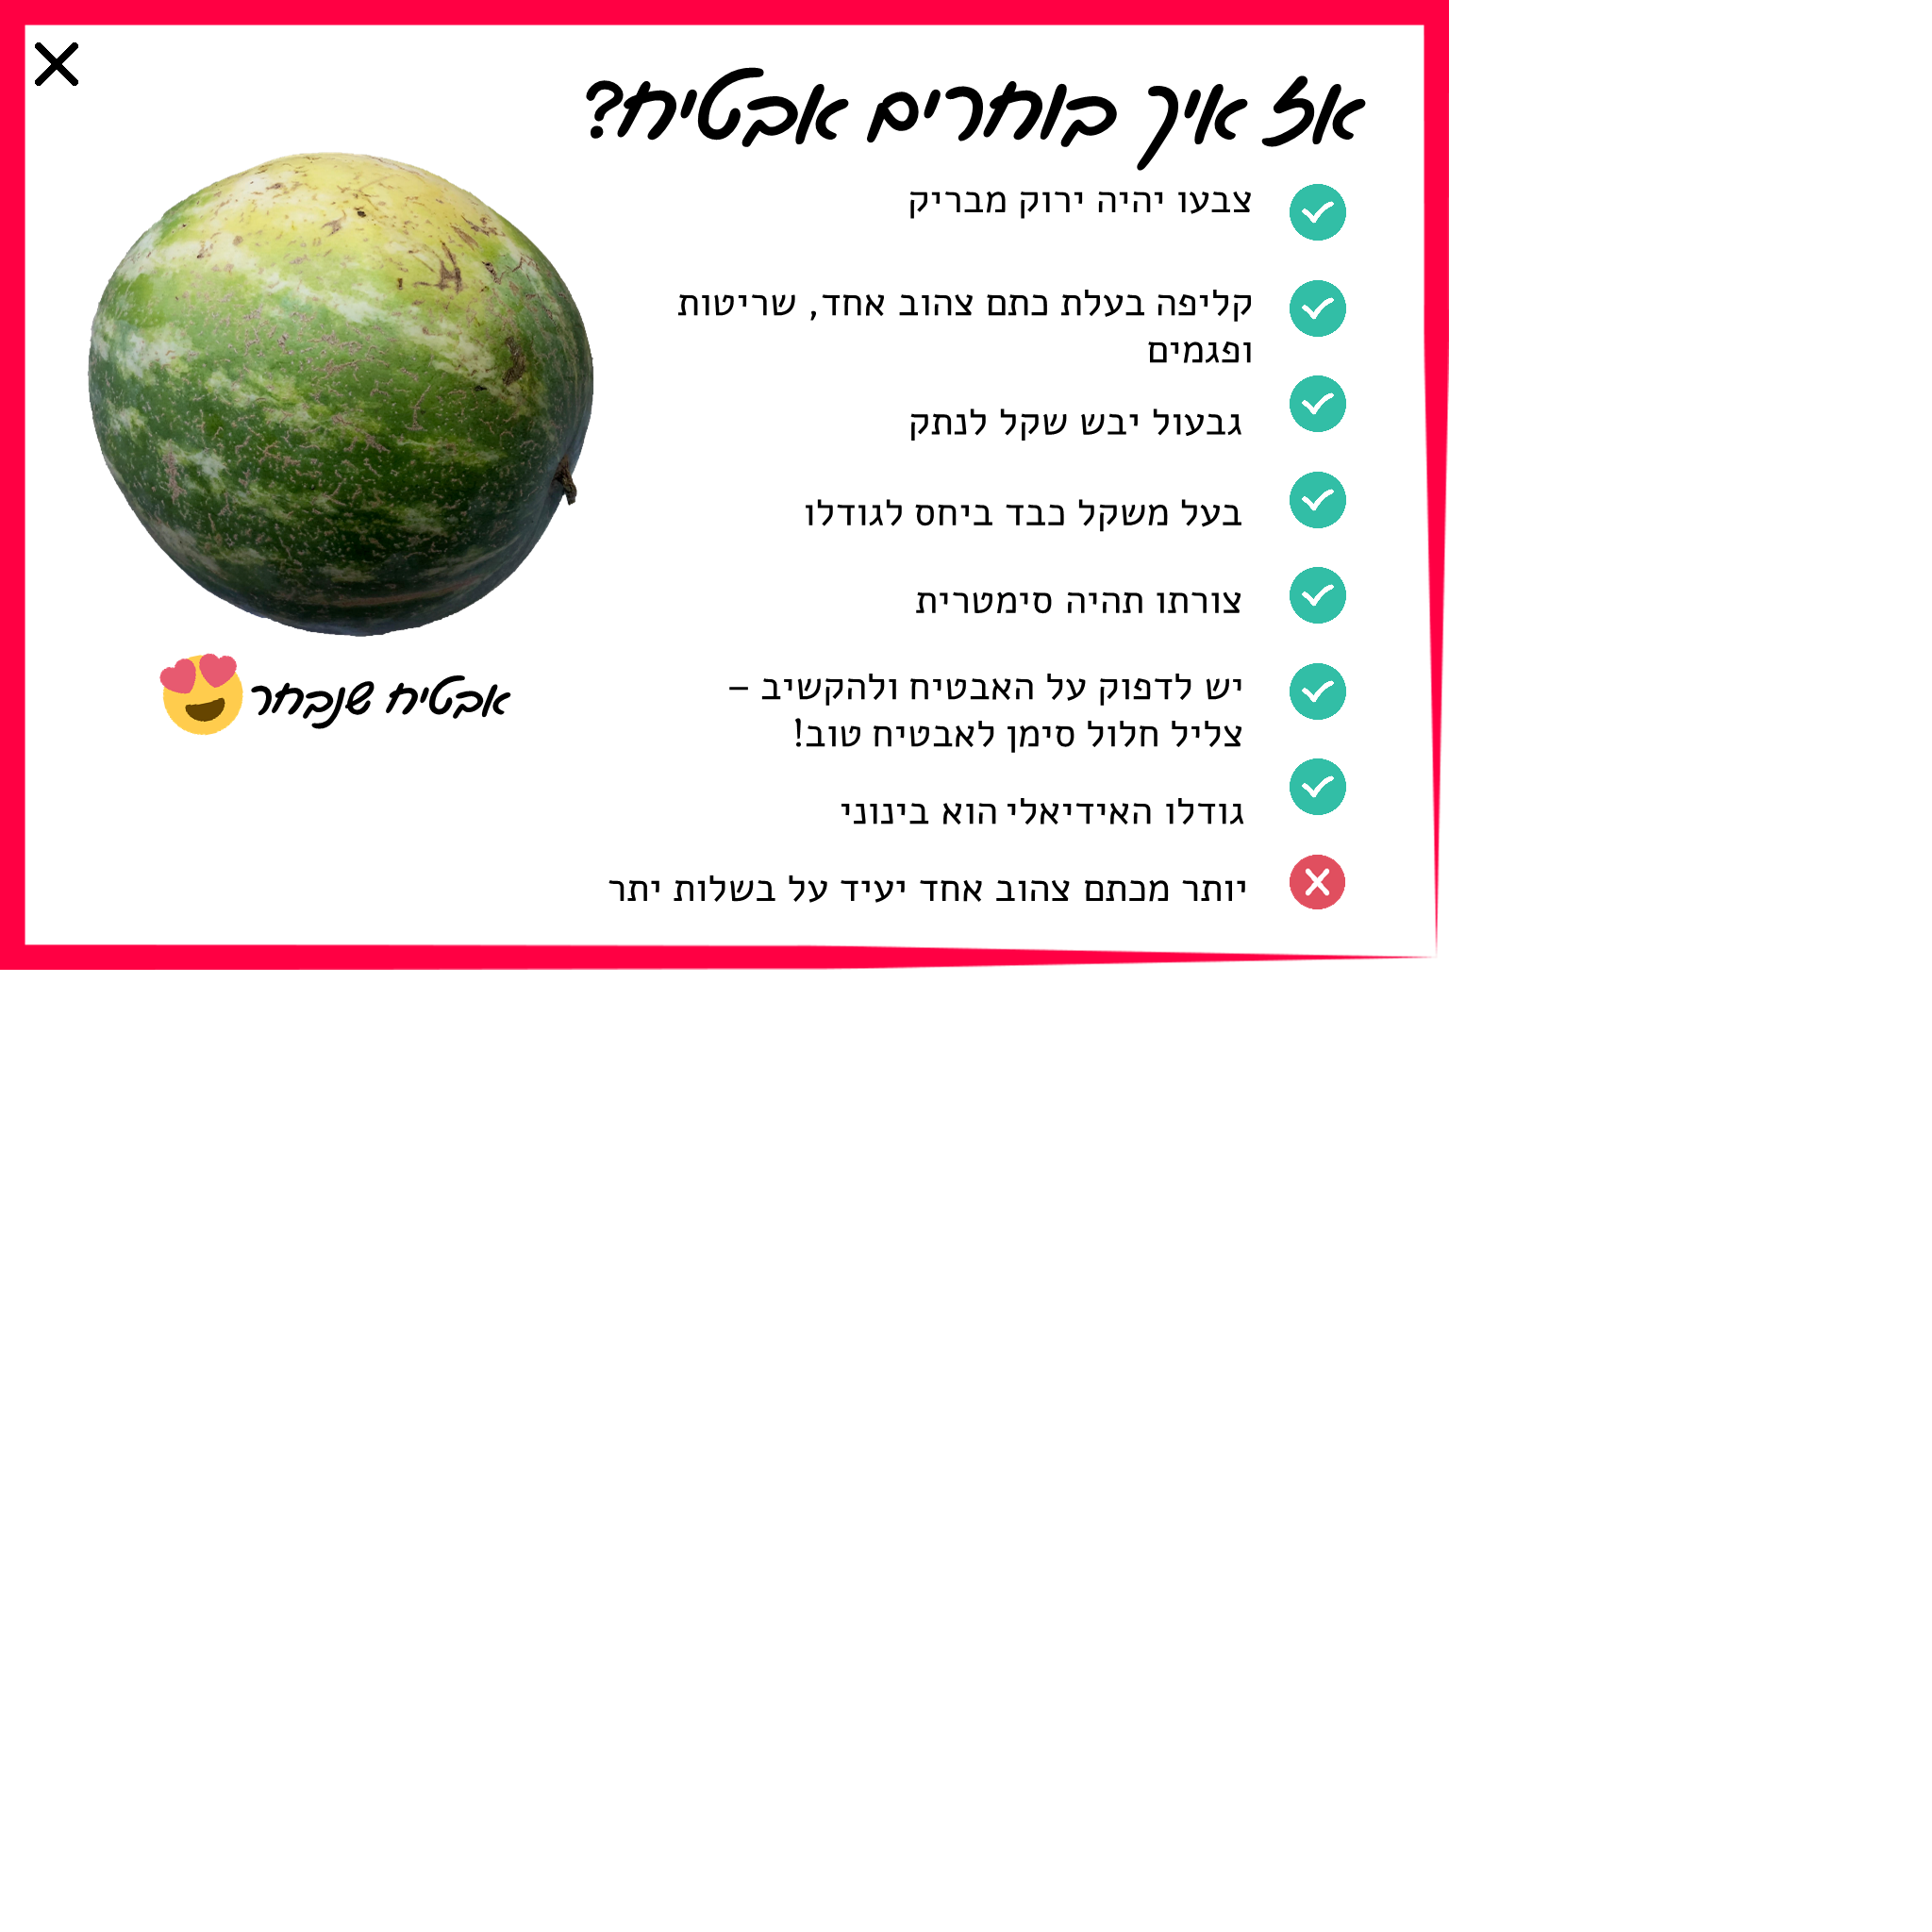 אז איך בוחרים אבטיח?
צבעו יהיה ירוק מבריק
קליפה בעלת כתם צהוב אחד, שריטות
ופגמים
גבעול יבש שקל לנתק
בעל משקל כבד ביחס לגודלו
צורתו תהיה סימטרית
יש לדפוק על האבטיח ולהקשיב –
צליל חלול סימן לאבטיח טוב!
גודלו האידיאלי הוא בינוני
יותר מכתם צהוב אחד יעיד על בשלות יתר
אבטיח שנבחר